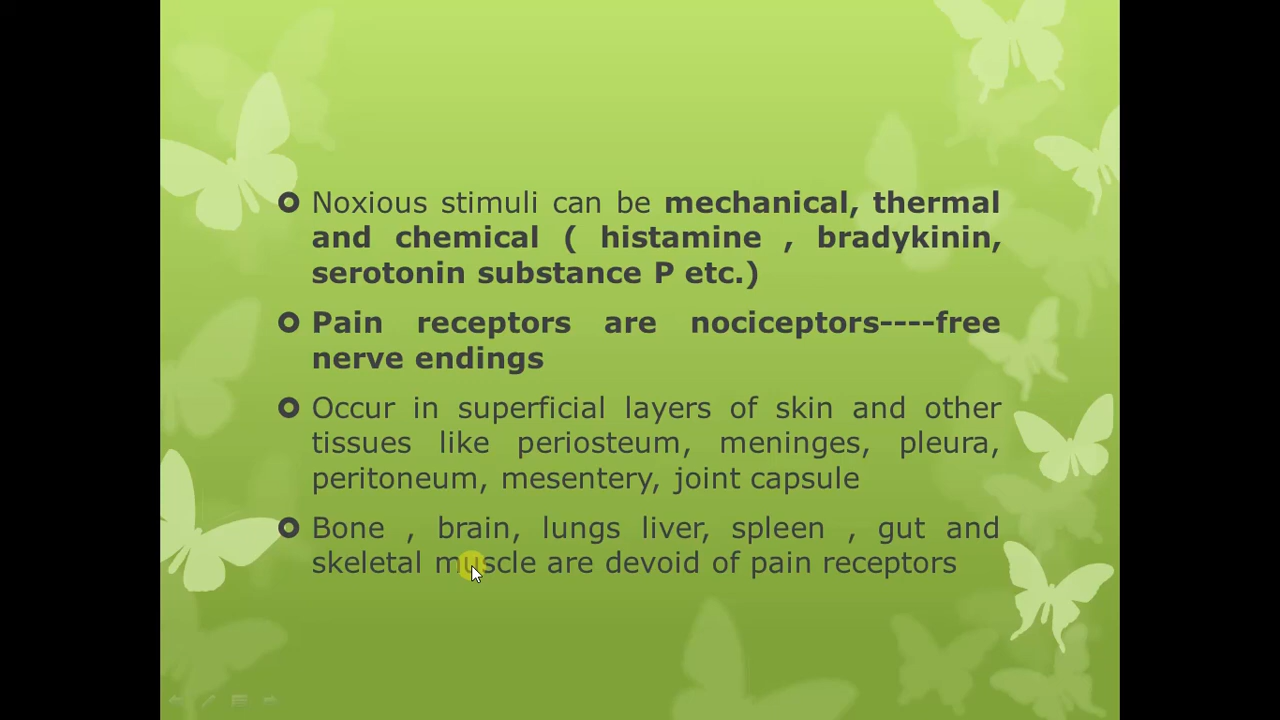 Noxious stimuli can be mechanical, thermal
and chemical ( histamine , bradykinin,
serotonin substance P etc.)
Pain receptors are nociceptors----free
nerve endings
Occur in superficial layers of skin and other
tissues like periosteum, meninges, pleura,
peritoneum, mesentery, joint capsule
Bone , brain, lungs liver, spleen , gut and
skeletal muscle are devoid of pain receptors